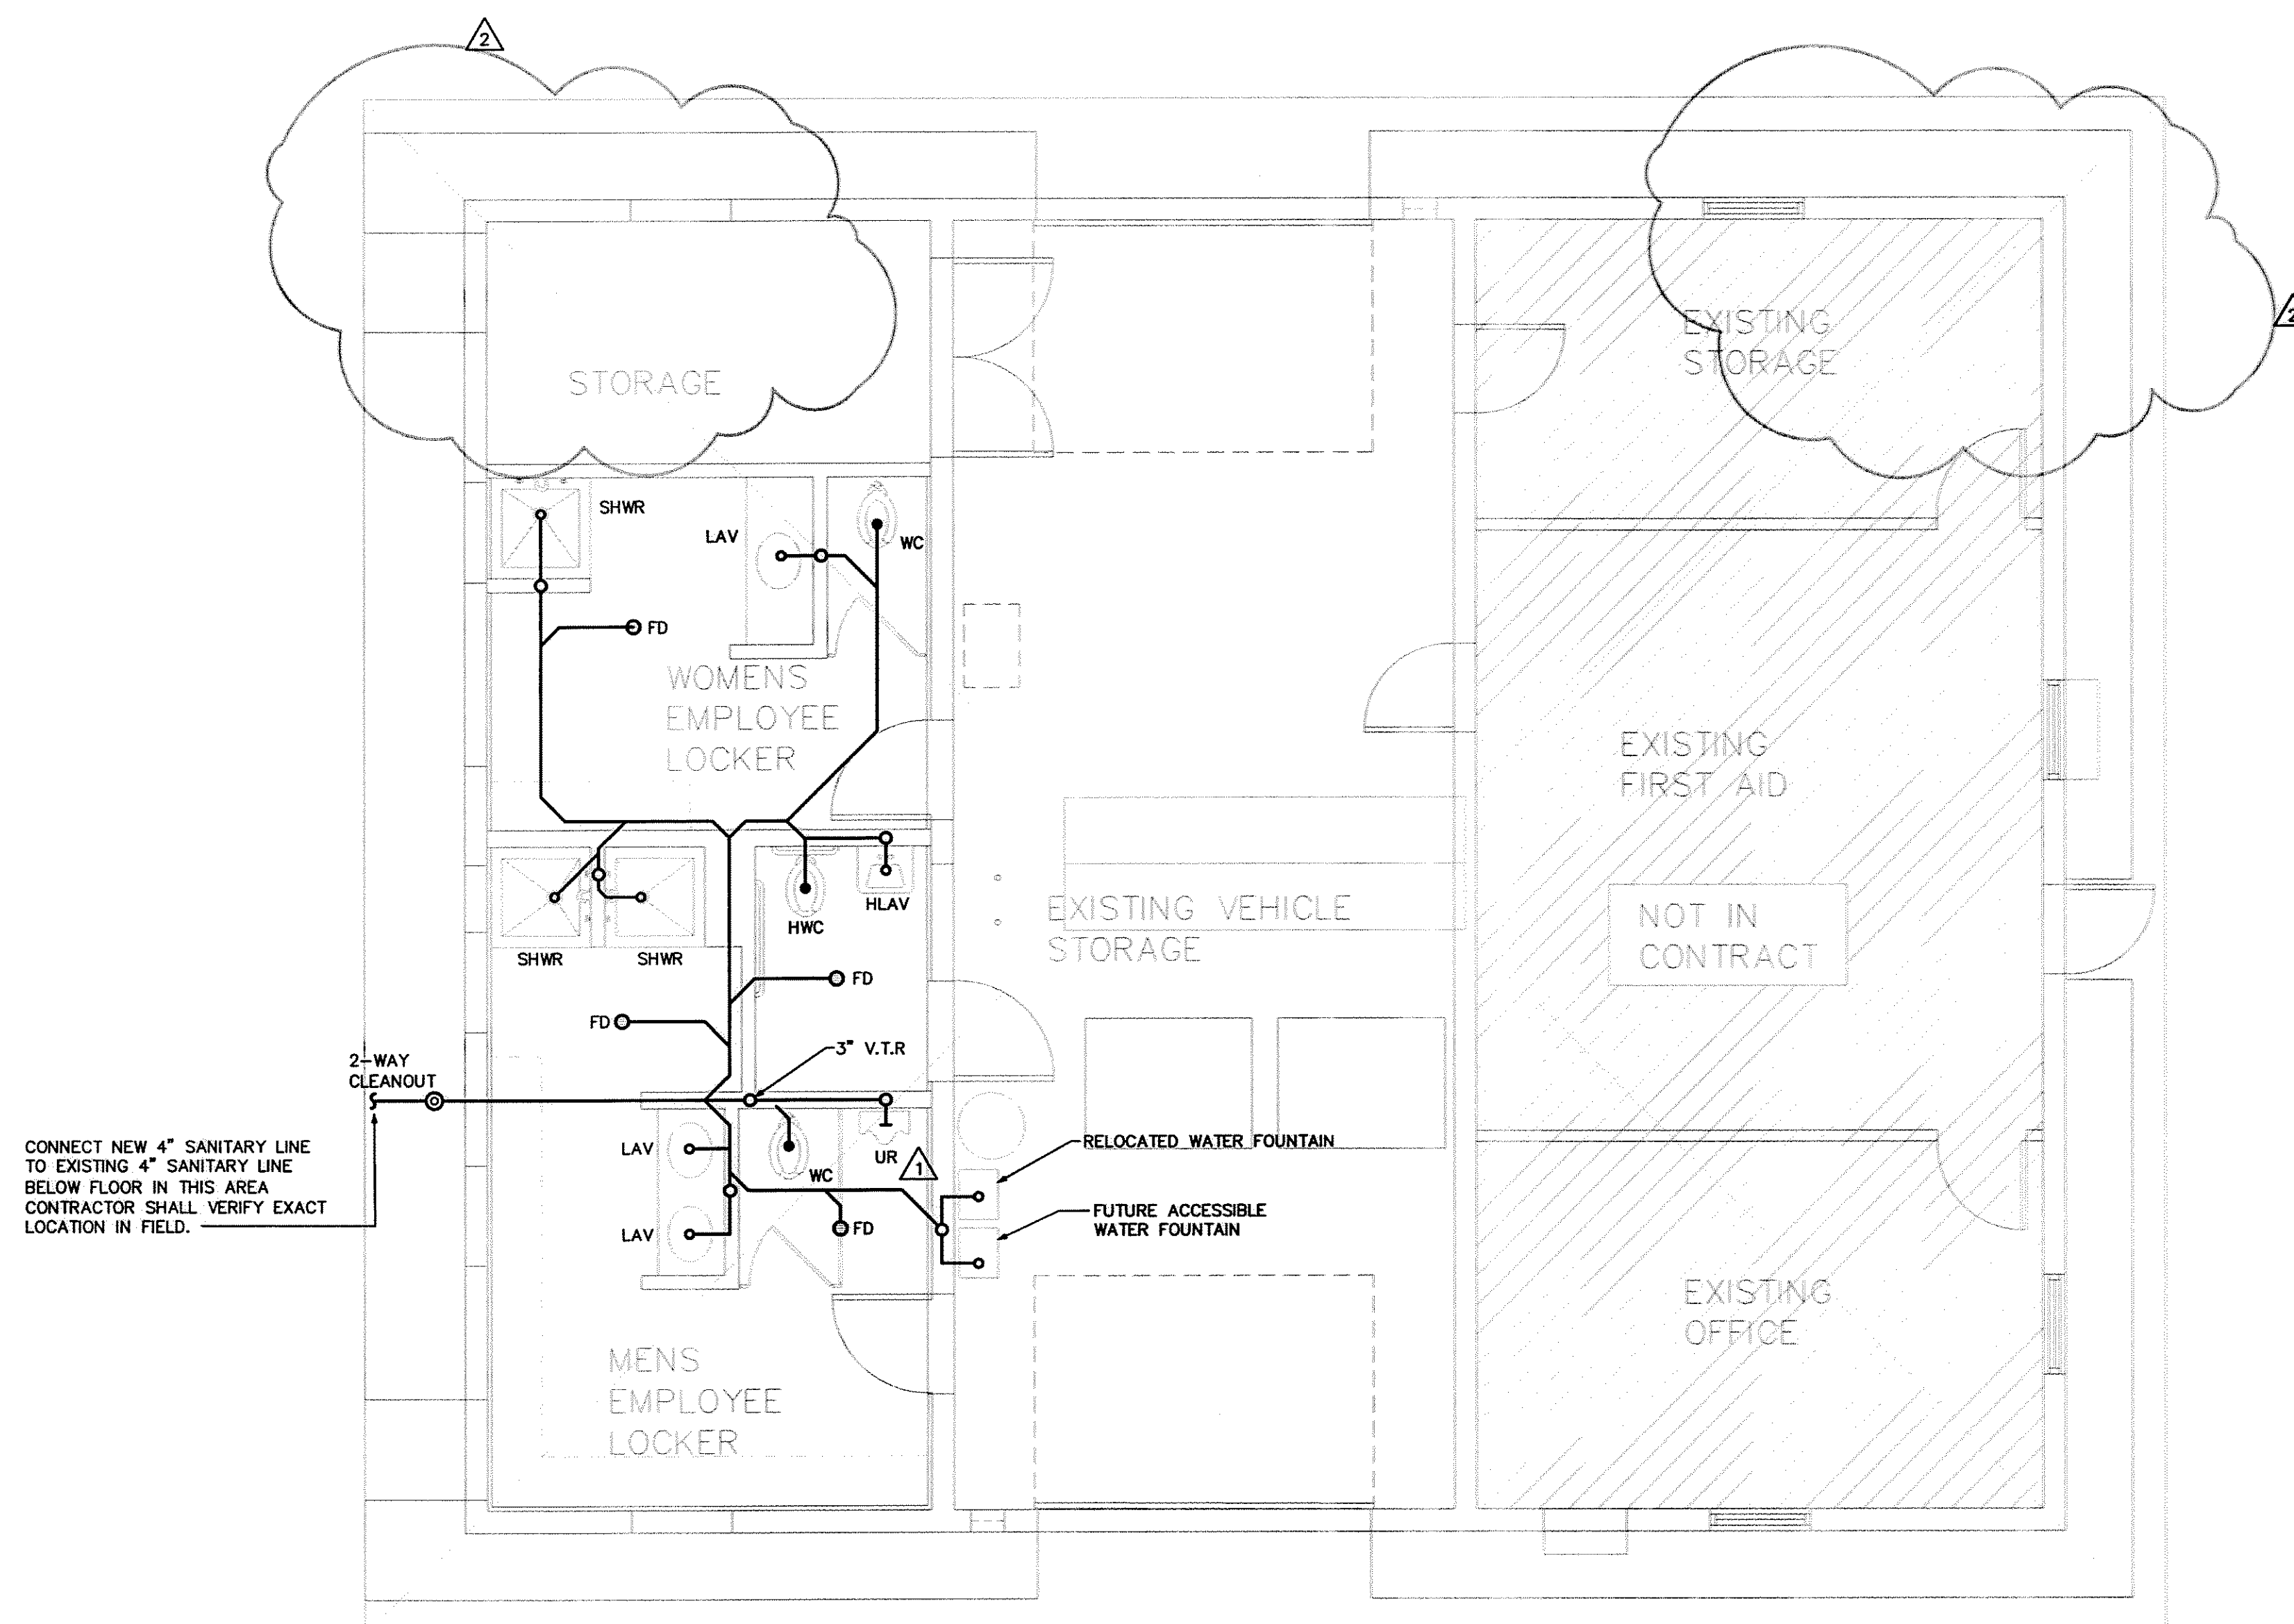 2
2
STORAGE
EXISTING
STORAGE
SHWR
LAV
WC
FD
WOMENS
EMPLOYEE
LOCKER
EXISTING
FIRST AID
HWC
HLAV
EXISTING VEHICLE
STORAGE
NOT IN
CONTRACT
SHWR
SHWR
FD
FD
3" V.T.R
2-WAY
CLEANOUT
CONNECT NEW 4" SANITARY LINE
TO EXISTING 4" SANITARY LINE
BELOW FLOOR IN THIS AREA
CONTRACTOR SHALL VERIFY EXACT
LOCATION IN FIELD.
LAV
WC
UR
1
RELOCATED WATER FOUNTAIN
LAV
FD
FUTURE ACCESSIBLE
WATER FOUNTAIN
EXISTING
OFFICE
MENS
EMPLOYEE
LOCKER